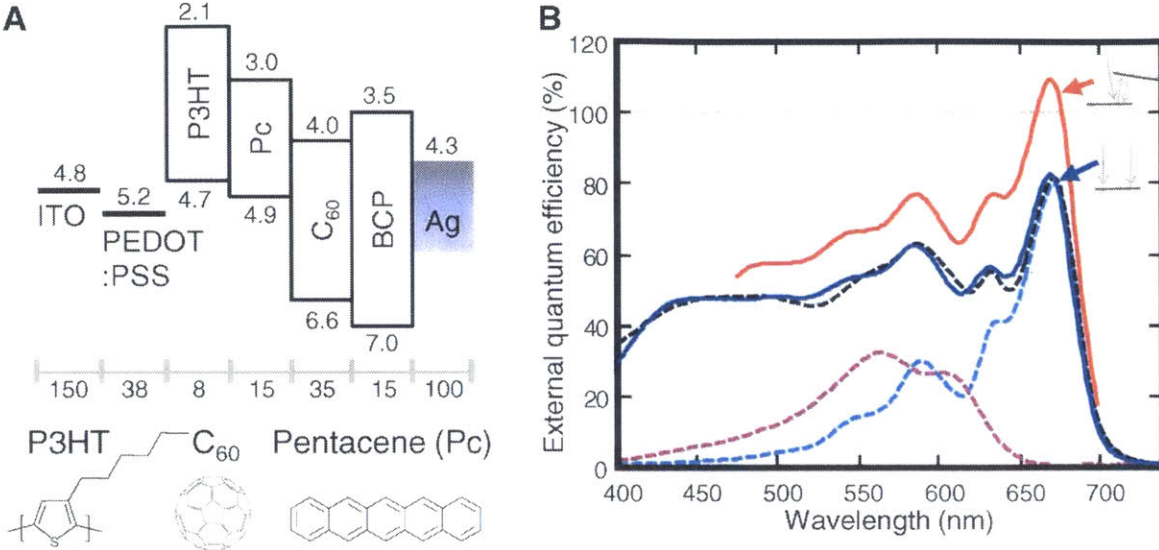 A
2.1
3.0
3.5
4.0
4.3
4.8
5.2
4.7
4.9
6.6
7.0
P3HT
Pc
C60
BCP
Ag
ITO
PEDOT
:PSS
150 38 8 15 35 15 100
P3HT C60 Pentacene (Pc)
S
B
External quantum efficiency (%)
120
100
80
60
40
20
0
400 450 500 550 600 650 700
Wavelength (nm)